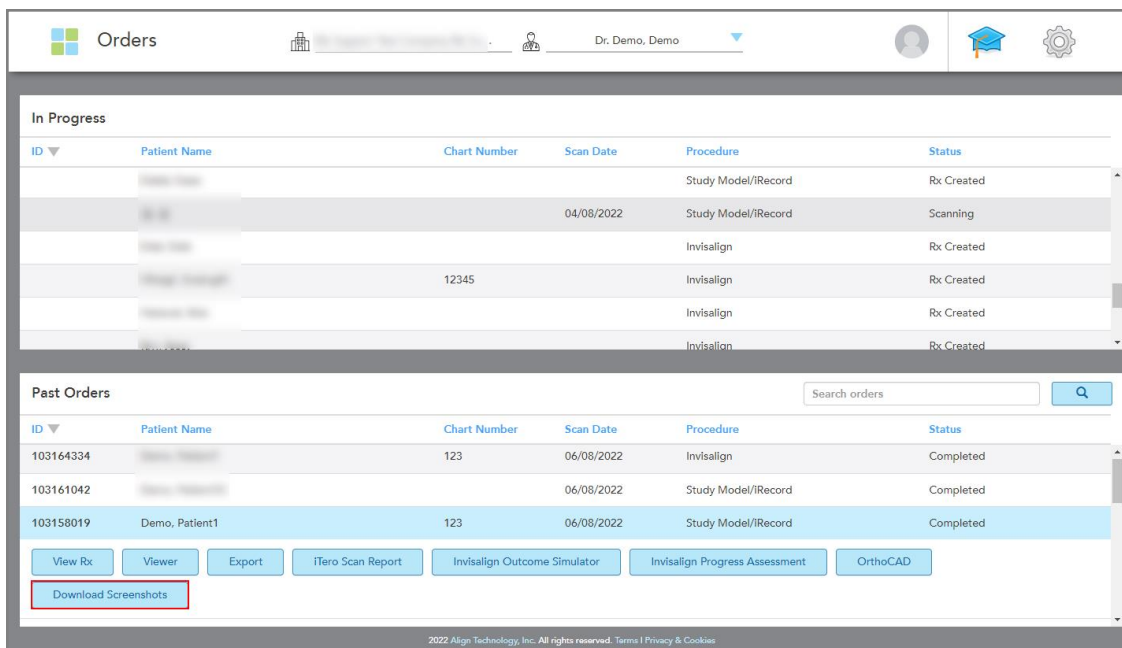 Orders Dr. Demo, Demo
In Progress
ID Patient Name Chart Number Scan Date Procedure Status
Study Model/iRecord Rx Created
04/08/2022 Study Model/iRecord Scanning
Invisalign Rx Created
12345 Invisalign Rx Created
Invisalign Rx Created
Invisalign Rx Created
Past Orders Search orders
ID Patient Name Chart Number Scan Date Procedure Status
103164334 123 06/08/2022 Invisalign Completed
103161042 06/08/2022 Study Model/iRecord Completed
103158019 Demo, Patient1 123 06/08/2022 Study Model/iRecord Completed
View Rx Viewer Export iTero Scan Report Invisalign Outcome Simulator Invisalign Progress Assessment OrthoCAD
Download Screenshots
2022 Align Technology, Inc. All rights reserved. Terms | Privacy & Cookies